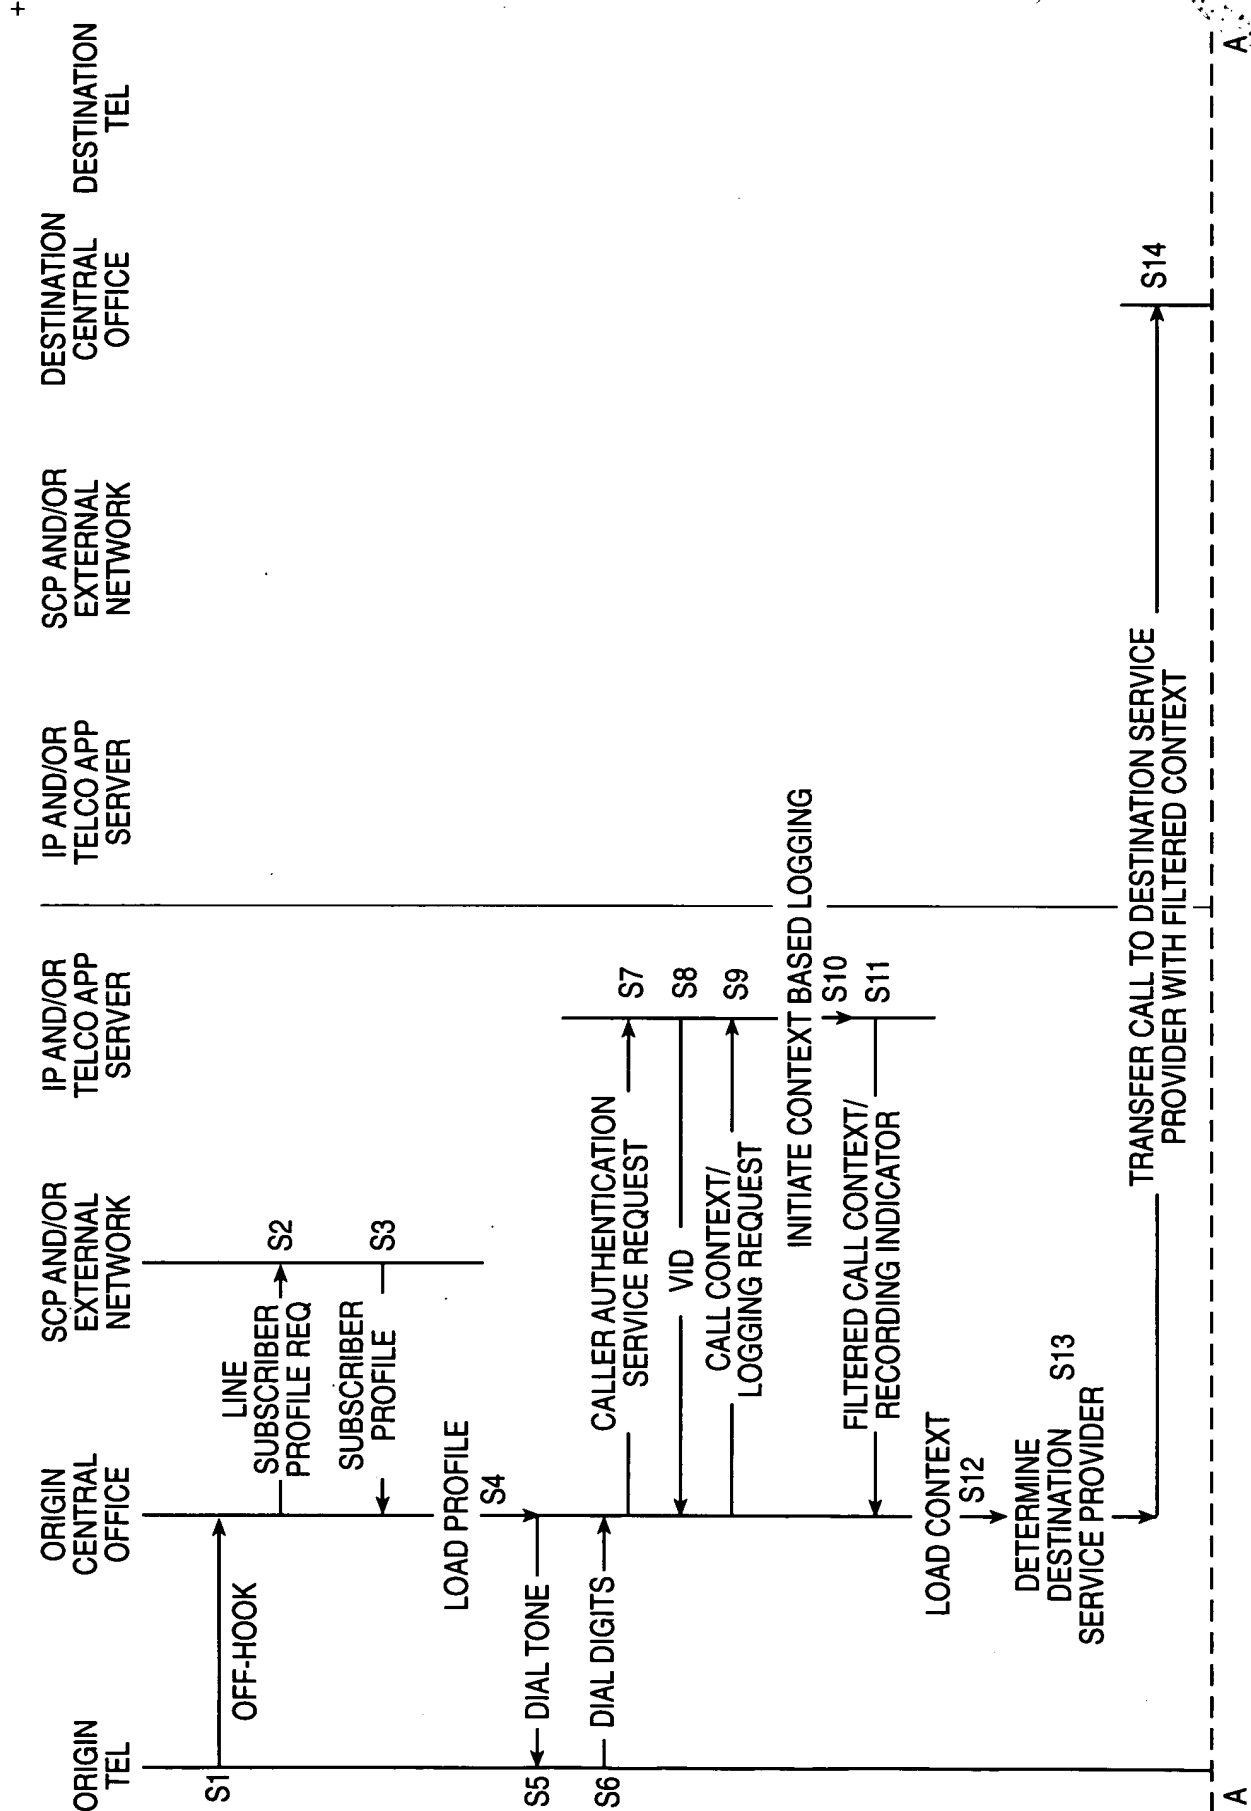 ORIGIN
TEL
ORIGIN
CENTRAL
OFFICE
SCP AND/OR
EXTERNAL
NETWORK
IP AND/OR
TELCO APP
SERVER
IP AND/OR
TELCO APP
SERVER
SCP AND/OR
EXTERNAL
NETWORK
DESTINATION
CENTRAL
OFFICE
DESTINATION
TEL
S1
OFF-HOOK
LINE
SUBSCRIBER
PROFILE REQ
S2
SUBSCRIBER
PROFILE
S3
LOAD PROFILE
S4
S5
DIAL TONE
S6
DIAL DIGITS
CALLER AUTHENTICATION
SERVICE REQUEST
S7
VID
S8
CALL CONTEXT/
LOGGING REQUEST
S9
INITIATE CONTEXT BASED LOGGING
S10
FILTERED CALL CONTEXT/
RECORDING INDICATOR
S11
LOAD CONTEXT
S12
DETERMINE
DESTINATION
SERVICE PROVIDER
S13
TRANSFER CALL TO DESTINATION SERVICE
PROVIDER WITH FILTERED CONTEXT
S14
A
A